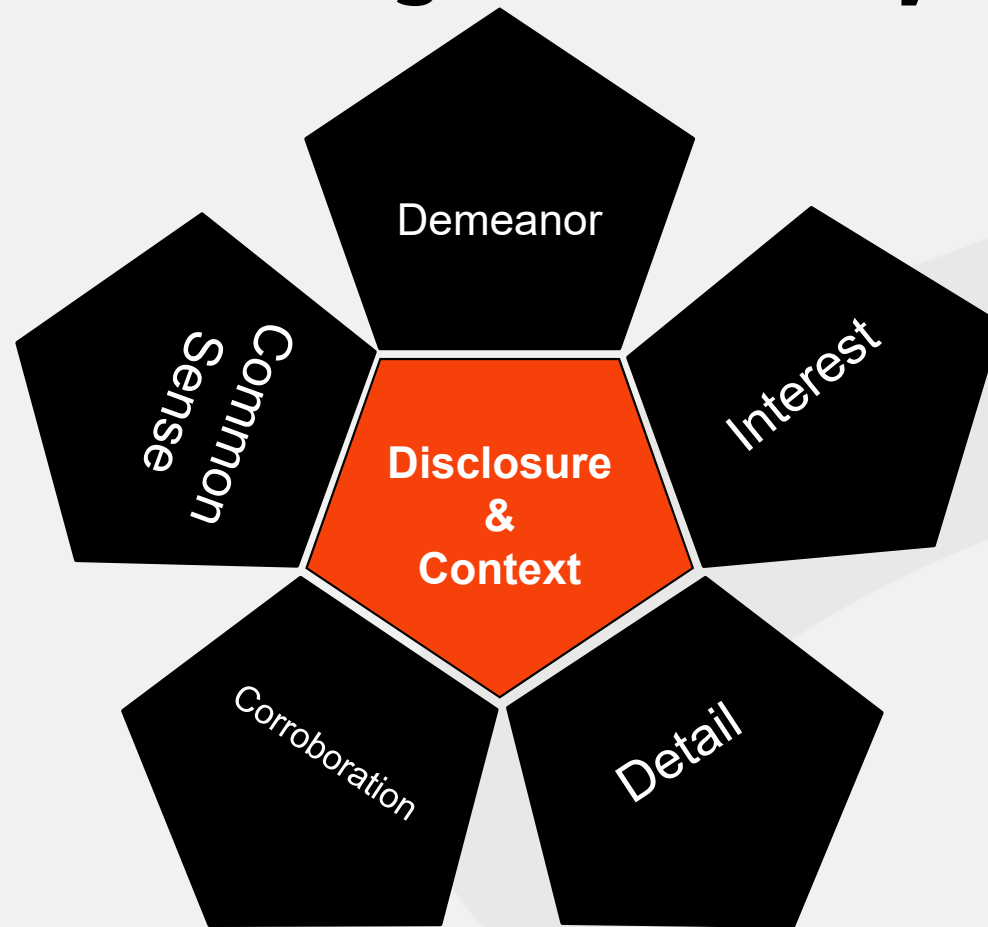 Demeanor
Common
Sense
Interest
Disclosure
&
Context
Corroboration
Detail